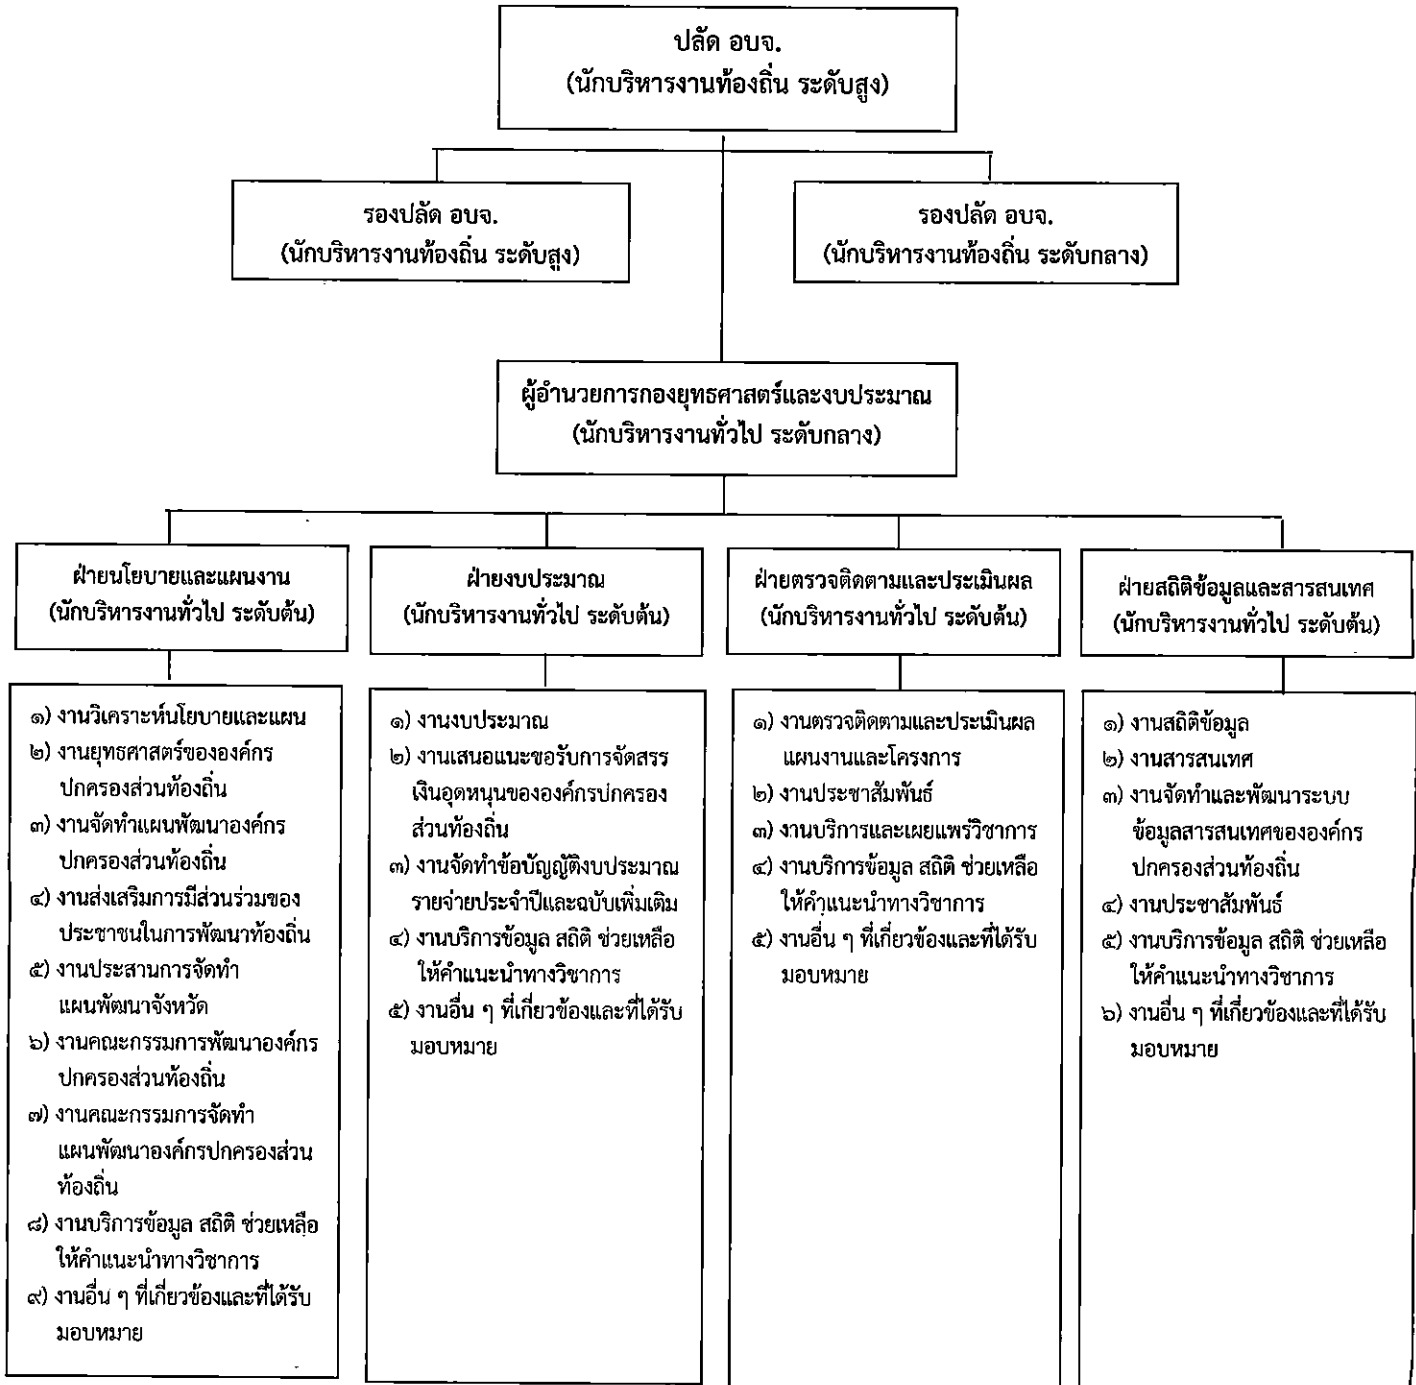 ปลัด อบจ.
(นักบริหารงานท้องถิ่น ระดับสูง)
รองปลัด อบจ.
(นักบริหารงานท้องถิ่น ระดับสูง)
รองปลัด อบจ.
(นักบริหารงานท้องถิ่น ระดับกลาง)
ผู้อำนวยการกองยุทธศาสตร์และงบประมาณ
(นักบริหารงานทั่วไป ระดับกลาง)
ฝ่ายนโยบายและแผนงาน
(นักบริหารงานทั่วไป ระดับต้น)
ฝ่ายงบประมาณ
(นักบริหารงานทั่วไป ระดับต้น)
ฝ่ายตรวจติดตามและประเมินผล
(นักบริหารงานทั่วไป ระดับต้น)
ฝ่ายสถิติข้อมูลและสารสนเทศ
(นักบริหารงานทั่วไป ระดับต้น)
๑) งานวิเคราะห์นโยบายและแผน
๒) งานยุทธศาสตร์ขององค์กร
ปกครองส่วนท้องถิ่น
๓) งานจัดทำแผนพัฒนาองค์กร
ปกครองส่วนท้องถิ่น
๔) งานส่งเสริมการมีส่วนร่วมของ
ประชาชนในการพัฒนาท้องถิ่น
๕) งานประสานการจัดทำ
แผนพัฒนาจังหวัด
๖) งานคณะกรรมการพัฒนาองค์กร
ปกครองส่วนท้องถิ่น
๗) งานคณะกรรมการจัดทำ
แผนพัฒนาองค์กรปกครองส่วน
ท้องถิ่น
๘) งานบริการข้อมูล สถิติ ช่วยเหลือ
ให้คำแนะนำทางวิชาการ
๙) งานอื่น ๆ ที่เกี่ยวข้องและที่ได้รับ
มอบหมาย
๑) งานงบประมาณ
๒) งานเสนอแนะขอรับการจัดสรร
เงินอุดหนุนขององค์กรปกครอง
ส่วนท้องถิ่น
๓) งานจัดทำข้อบัญญัติงบประมาณ
รายจ่ายประจำปีและฉบับเพิ่มเติม
๔) งานบริการข้อมูล สถิติ ช่วยเหลือ
ให้คำแนะนำทางวิชาการ
๕) งานอื่น ๆ ที่เกี่ยวข้องและที่ได้รับ
มอบหมาย
๑) งานตรวจติดตามและประเมินผล
แผนงานและโครงการ
๒) งานประชาสัมพันธ์
๓) งานบริการและเผยแพร่วิชาการ
๔) งานบริการข้อมูล สถิติ ช่วยเหลือ
ให้คำแนะนำทางวิชาการ
๕) งานอื่น ๆ ที่เกี่ยวข้องและที่ได้รับ
มอบหมาย
๑) งานสถิติข้อมูล
๒) งานสารสนเทศ
๓) งานจัดทำและพัฒนาระบบ
ข้อมูลสารสนเทศขององค์กร
ปกครองส่วนท้องถิ่น
๔) งานประชาสัมพันธ์
๕) งานบริการข้อมูล สถิติ ช่วยเหลือ
ให้คำแนะนำทางวิชาการ
๖) งานอื่น ๆ ที่เกี่ยวข้องและที่ได้รับ
มอบหมาย